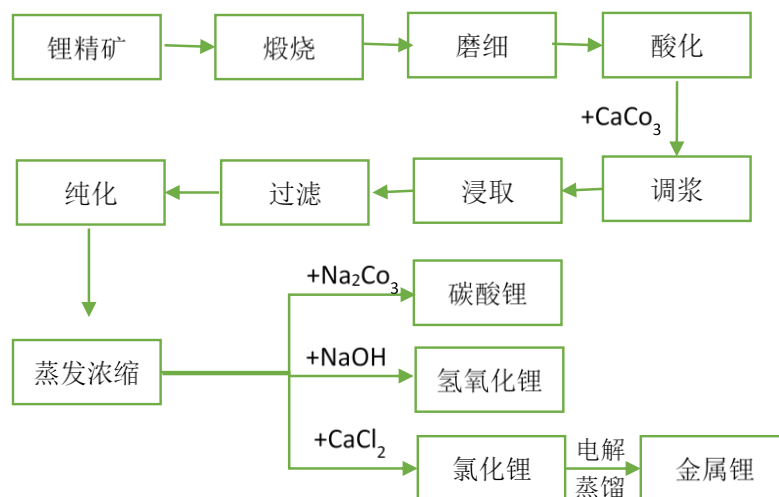 锂精矿
煅烧
磨细
酸化
+CaCo₃
纯化
过滤
浸取
调浆
+Na₂Co₃
碳酸锂
蒸发浓缩
+NaOH
氢氧化锂
+CaCl₂
氯化锂
电解
蒸馏
金属锂